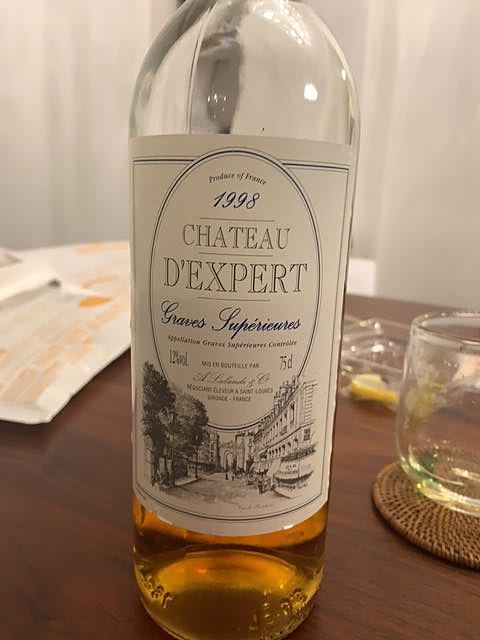 Produce of France
1998
CHATEAU
D'EXPERT
Graves Supérieures
Appellation Graves Supérieures Contrôlée
12%vol.
MIS EN BOUTEILLE PAR
75cl
A. Lalande & Co
NÉGOCIANT ÉLEVEUR A SAINT-LOUBÈS
GIRONDE - FRANCE